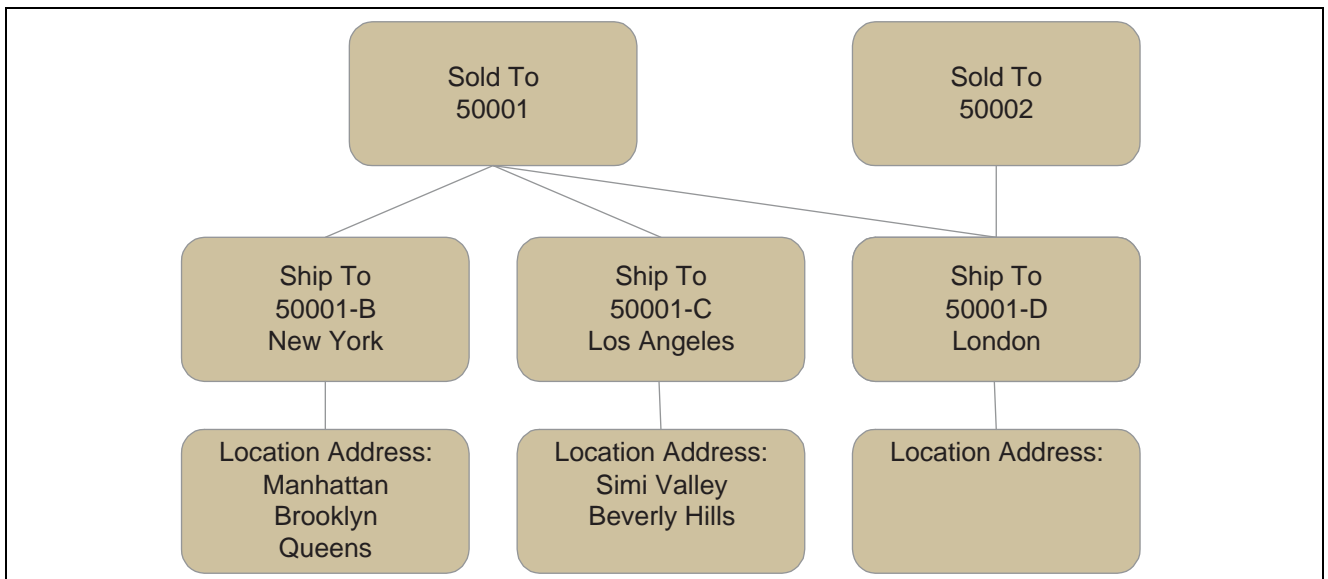 Sold To
50001
Sold To
50002
Ship To
50001-B
New York
Ship To
50001-C
Los Angeles
Ship To
50001-D
London
Location Address:
Manhattan
Brooklyn
Queens
Location Address:
Simi Valley
Beverly Hills
Location Address: